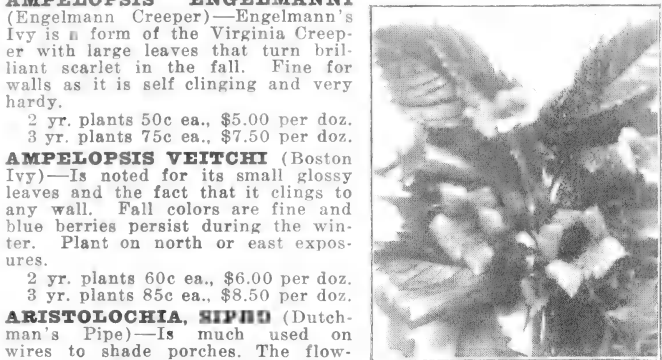 AMPELOPSIS ENGELMANNI
(Engelmann Creeper)—Engelmann's
Ivy is a form of the Virginia Creep-
er with large leaves that turn bril-
liant scarlet in the fall. Fine for
walls as it is self clinging and very
hardy.
2 yr. plants 50c ea., $5.00 per doz.
3 yr. plants 75c ea., $7.50 per doz.
AMPELOPSIS VEITCHI (Boston
Ivy)—Is noted for its small glossy
leaves and the fact that it clings to
any wall. Fall colors are fine and
blue berries persist during the win-
ter. Plant on north or east expos-
ures.
2 yr. plants 60c ea., $6.00 per doz.
3 yr. plants 85c ea., $8.50 per doz.
ARISTOLOCHIA, (Dutch-
man's Pipe)—Is much used on
wires to shade porches. The flow-